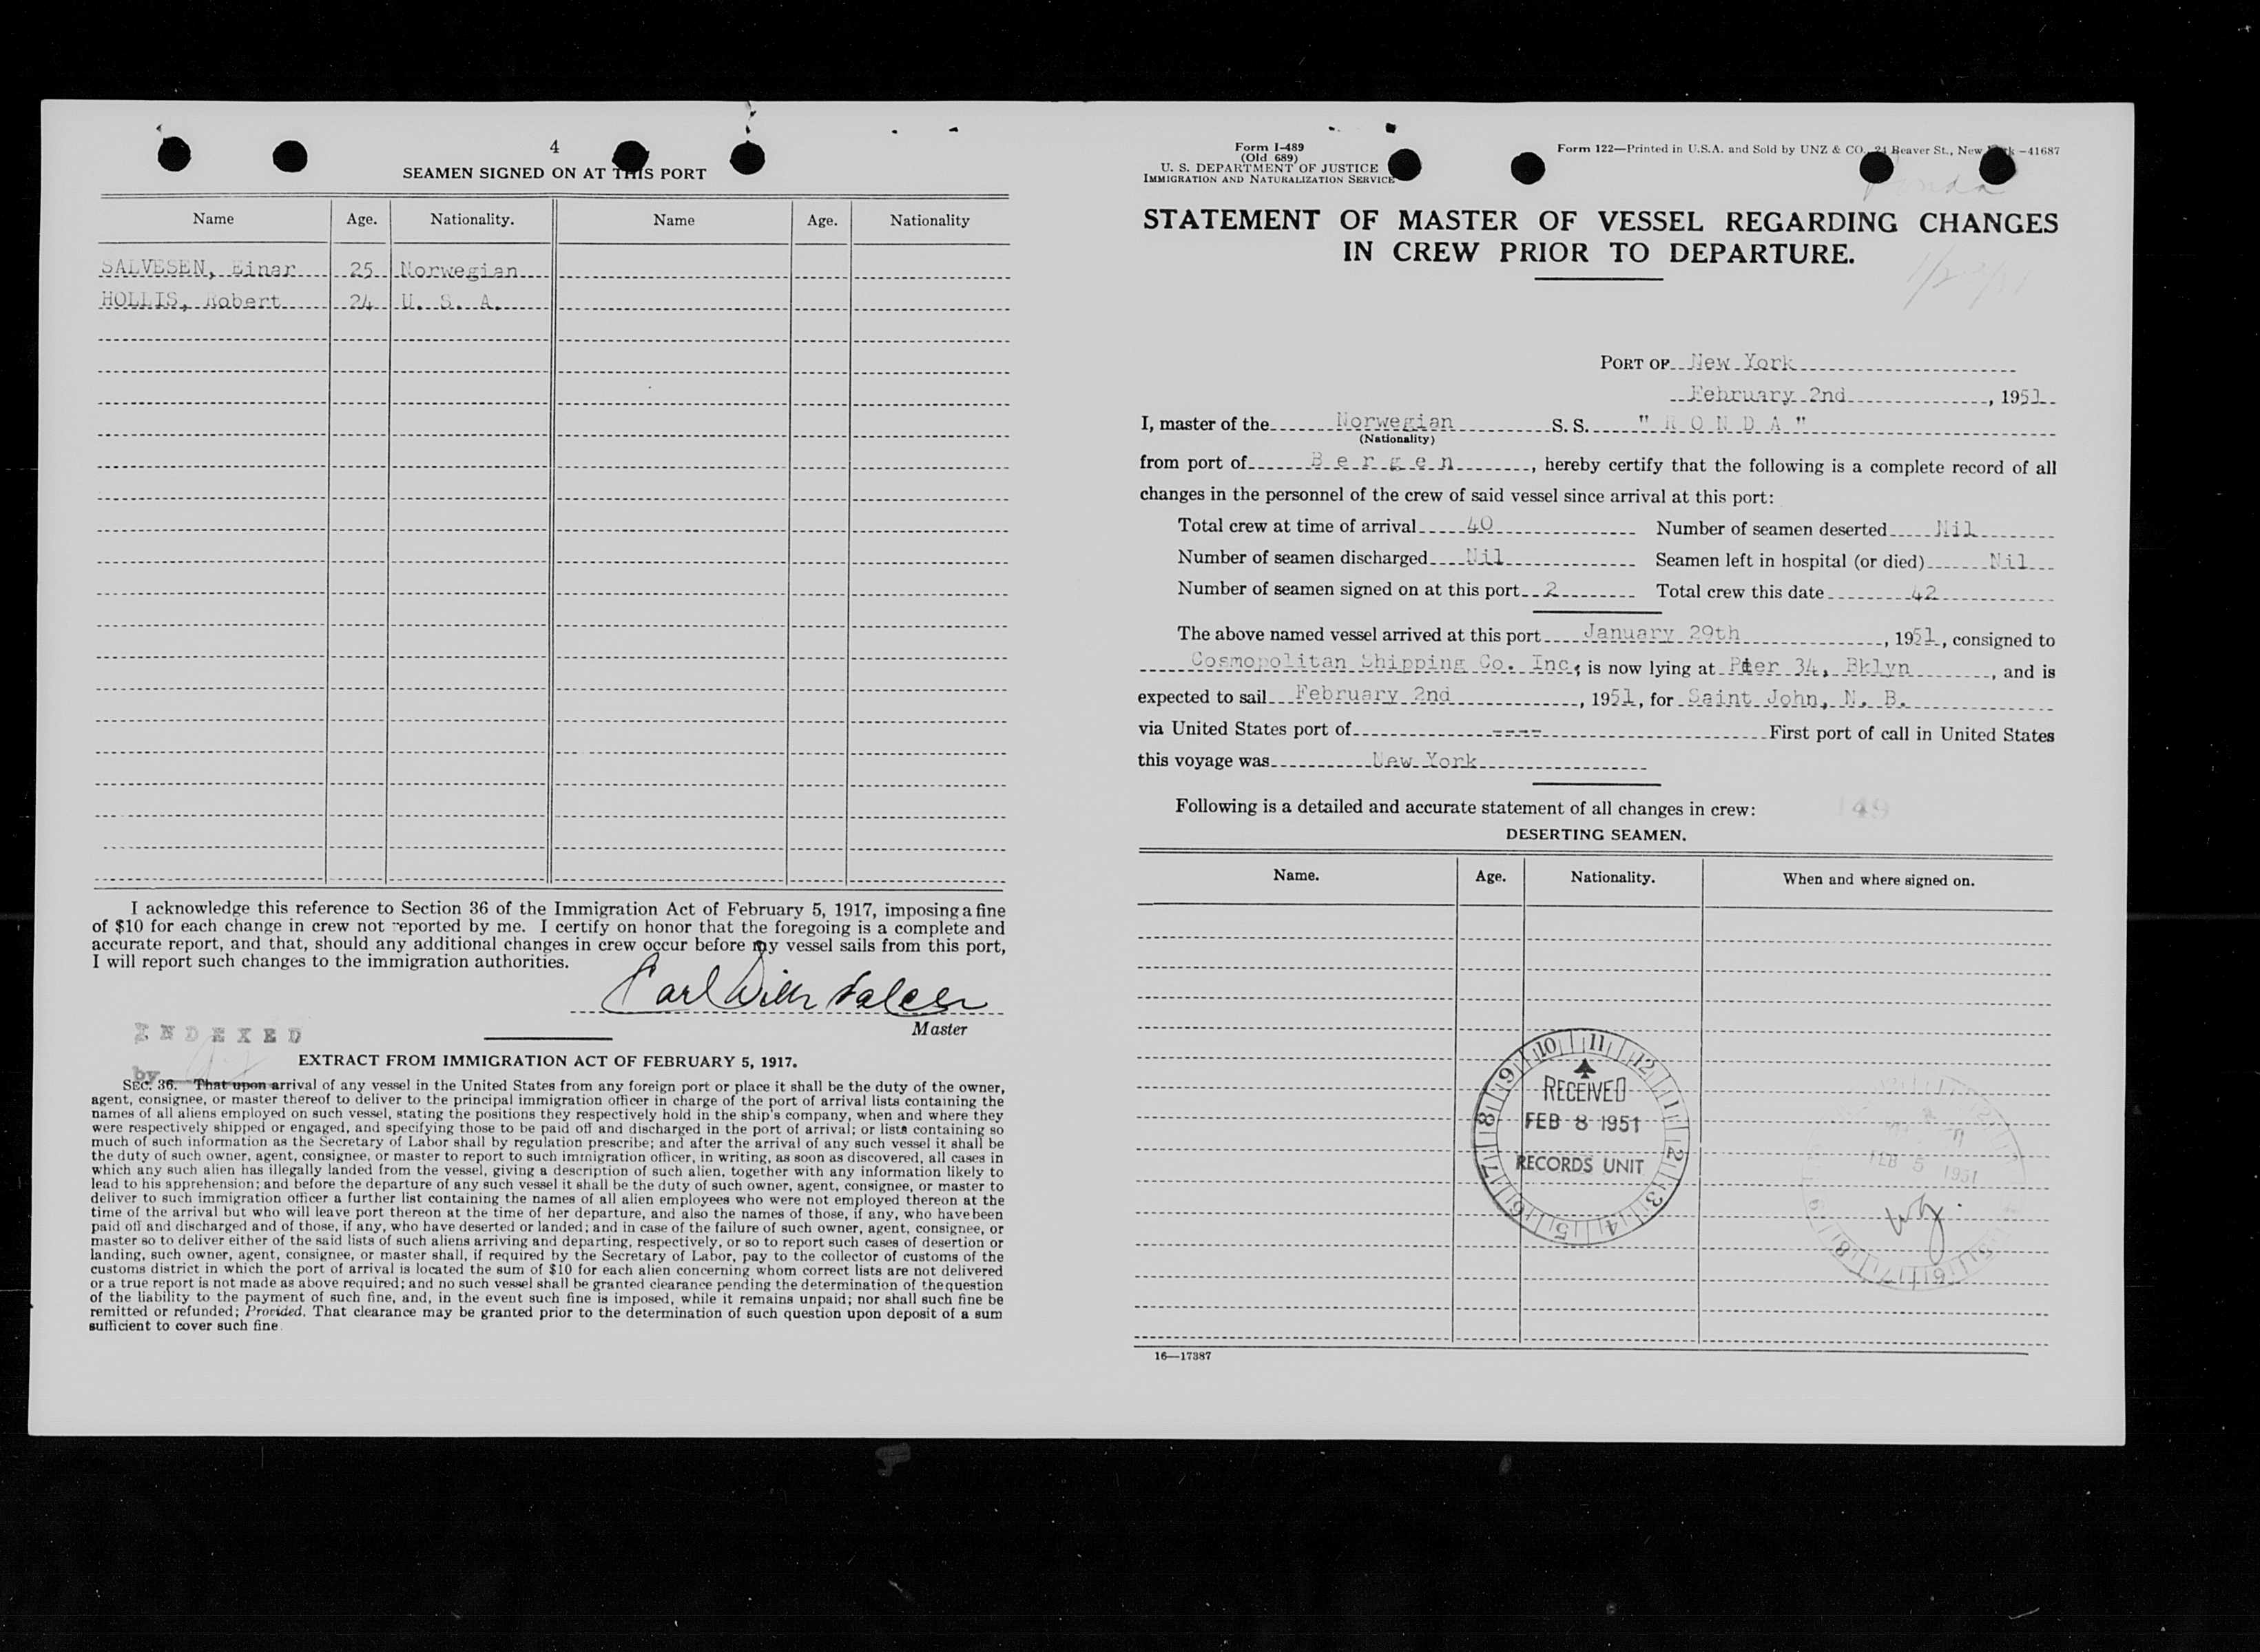 4
SEAMEN SIGNED ON AT THIS PORT
Name Age. Nationality. Name Age. Nationality
SALVESEN, Einar 25 Norwegian
HOLLIS, Robert 24 U. S. A.
I acknowledge this reference to Section 36 of the Immigration Act of February 5, 1917, imposing a fine
of $10 for each change in crew not reported by me. I certify on honor that the foregoing is a complete and
accurate report, and that, should any additional changes in crew occur before my vessel sails from this port,
I will report such changes to the immigration authorities.
Carl
Master
INDEXED
by
EXTRACT FROM IMMIGRATION ACT OF FEBRUARY 5, 1917.
SEC. 36. That upon arrival of any vessel in the United States from any foreign port or place it shall be the duty of the owner,
agent, consignee, or master thereof to deliver to the principal immigration officer in charge of the port of arrival lists containing the
names of all aliens employed on such vessel, stating the positions they respectively hold in the ship's company, when and where they
were respectively shipped or engaged, and specifying those to be paid off and discharged in the port of arrival; or lists containing so
much of such information as the Secretary of Labor shall by regulation prescribe; and after the arrival of any such vessel it shall be
the duty of such owner, agent, consignee, or master to report to such immigration officer, in writing, as soon as discovered, all cases in
which any such alien has illegally landed from the vessel, giving a description of such alien, together with any information likely to
lead to his apprehension; and before the departure of any such vessel it shall be the duty of such owner, agent, consignee, or master to
deliver to such immigration officer a further list containing the names of all alien employees who were not employed thereon at the
time of the arrival but who will leave port thereon at the time of her departure, and also the names of those, if any, who have been
paid off and discharged and of those, if any, who have deserted or landed; and in case of the failure of such owner, agent, consignee, or
master so to deliver either of the said lists of such aliens arriving and departing, respectively, or so to report such cases of desertion or
landing, such owner, agent, consignee, or master shall, if required by the Secretary of Labor, pay to the collector of customs of the
customs district in which the port of arrival is located the sum of $10 for each alien concerning whom correct lists are not delivered
or a true report is not made as above required; and no such vessel shall be granted clearance pending the determination of the question
of the liability to the payment of such fine, and, in the event such fine is imposed, while it remains unpaid; nor shall such fine be
remitted or refunded; Provided, That clearance may be granted prior to the determination of such question upon deposit of a sum
sufficient to cover such fine.
Form I-489
(Old 689)
U. S. DEPARTMENT OF JUSTICE
IMMIGRATION AND NATURALIZATION SERVICE
Form 122—Printed in U.S.A. and Sold by UNZ & CO., 24 Beaver St., New York—41687
Ronda
STATEMENT OF MASTER OF VESSEL REGARDING CHANGES
IN CREW PRIOR TO DEPARTURE.
PORT OF New York
February 2nd, 1951
I, master of the Norwegian S. S. "RONDA"
(Nationality)
from port of Bergen, hereby certify that the following is a complete record of all
changes in the personnel of the crew of said vessel since arrival at this port:
Total crew at time of arrival 40 Number of seamen deserted Nil
Number of seamen discharged Nil Seamen left in hospital (or died) Nil
Number of seamen signed on at this port 2 Total crew this date 42
The above named vessel arrived at this port January 29th, 1951, consigned to
Cosmopolitan Shipping Co. Inc, is now lying at Pier 34, Bklyn, and is
expected to sail February 2nd, 1951, for Saint John, N. B.
via United States port of ---- First port of call in United States
this voyage was New York
Following is a detailed and accurate statement of all changes in crew:
149
DESERTING SEAMEN.
Name. Age. Nationality. When and where signed on.
RECEIVED
FEB 8 1951
RECORDS UNIT
10 11 12 1 2 3 4 5 6 7 8 9
FEB 5 1951
16—17387